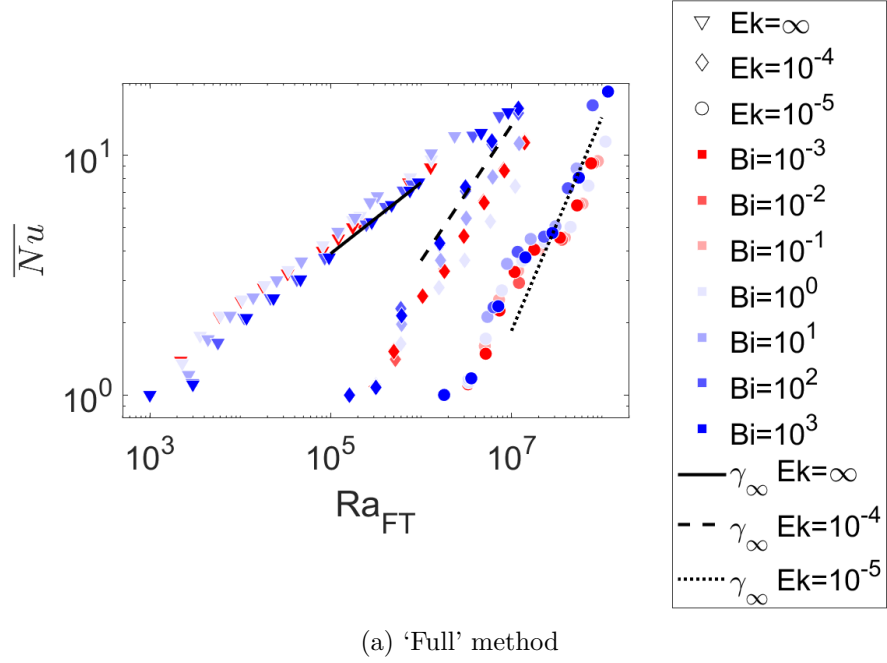 Ek=∞
Ek=10^-4
Ek=10^-5
Bi=10^-3
Bi=10^-2
Bi=10^-1
Bi=10^0
Bi=10^1
Bi=10^2
Bi=10^3
γ_∞ Ek=∞
γ_∞ Ek=10^-4
γ_∞ Ek=10^-5
10^1
10^0
\overline{Nu}
10^3 10^5 10^7
Ra_FT
(a) ‘Full’ method